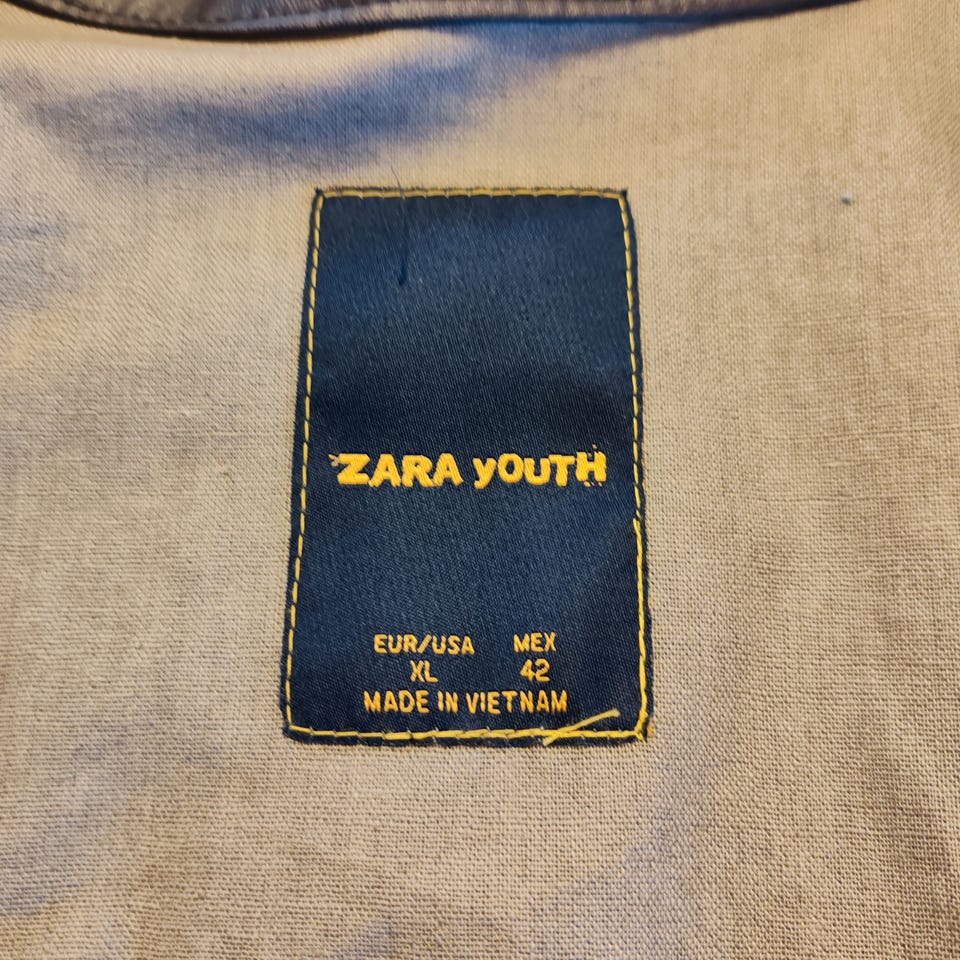 ZARA yOUTH
EUR/USA MEX
XL 42
MADE IN VIETNAM